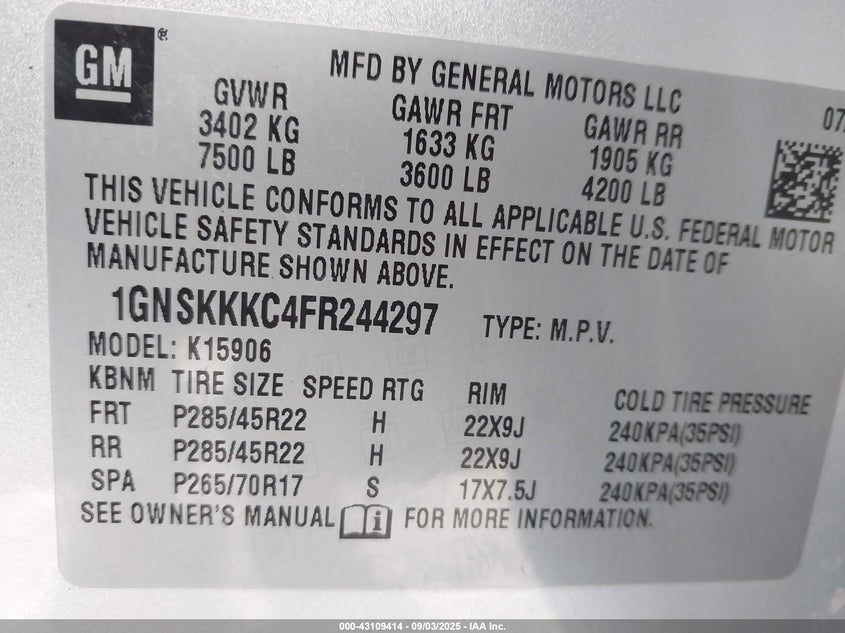 GM
MFD BY GENERAL MOTORS LLC
GVWR GAWR FRT GAWR RR
3402 KG 1633 KG 1905 KG
7500 LB 3600 LB 4200 LB
THIS VEHICLE CONFORMS TO ALL APPLICABLE U.S. FEDERAL MOTOR
VEHICLE SAFETY STANDARDS IN EFFECT ON THE DATE OF
MANUFACTURE SHOWN ABOVE.
1GNSKKKC4FR244297 TYPE: M.P.V.
MODEL: K15906
KBNM TIRE SIZE SPEED RTG RIM COLD TIRE PRESSURE
FRT P285/45R22 H 22X9J 240KPA(35PSI)
RR P285/45R22 H 22X9J 240KPA(35PSI)
SPA P265/70R17 S 17X7.5J 240KPA(35PSI)
SEE OWNER'S MANUAL i FOR MORE INFORMATION.
000-43109414 - 09/03/2025 - IAA Inc.